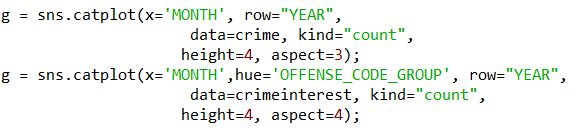 g = sns.catplot(x='MONTH', row="YEAR",
data=crime, kind="count",
height=4, aspect=3);
g = sns.catplot(x='MONTH',hue='OFFENSE_CODE_GROUP', row="YEAR",
data=crimeinterest, kind="count",
height=4, aspect=4);